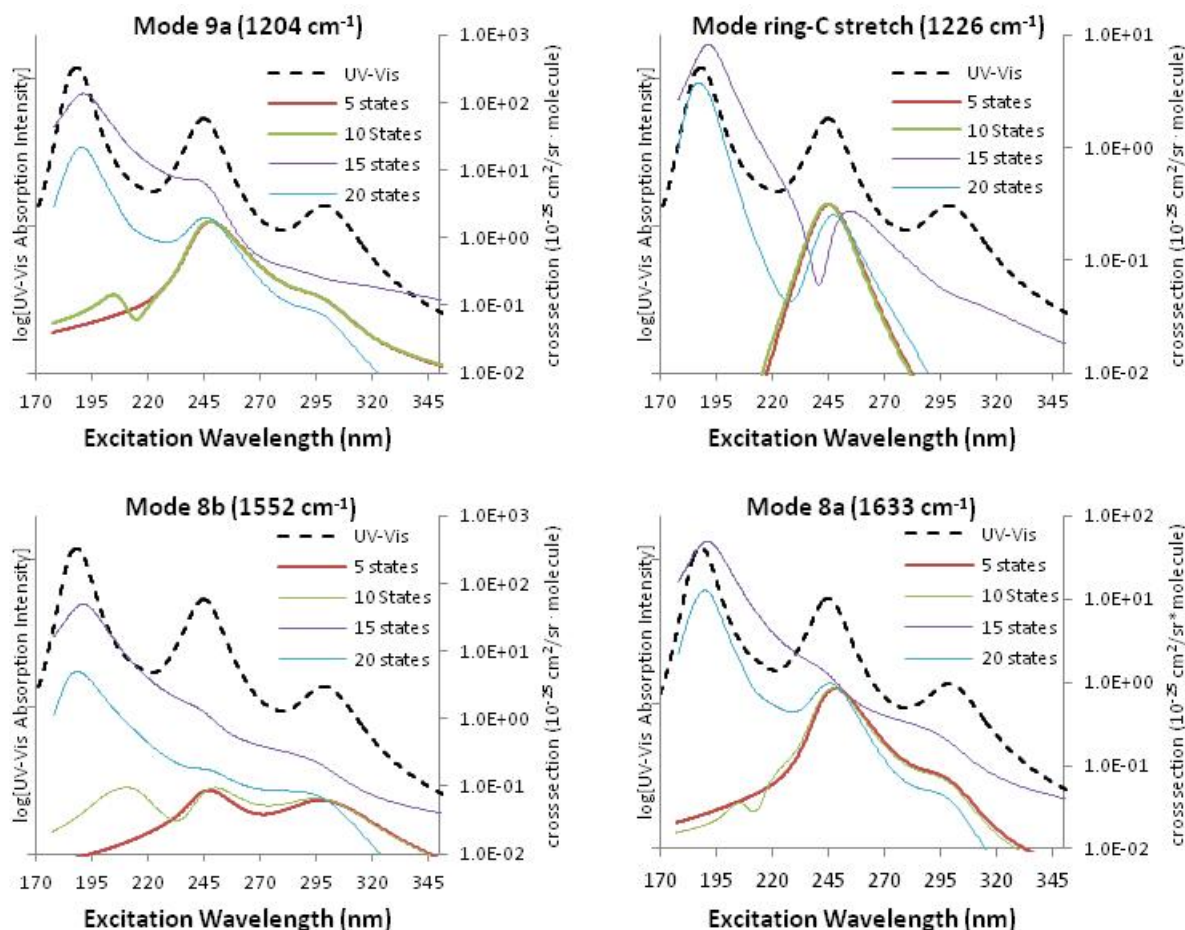 Mode 9a (1204 cm⁻¹)
log[UV-Vis Absorption Intensity]
UV-Vis
5 states
10 States
15 states
20 states
1.0E+03
1.0E+02
1.0E+01
1.0E+00
1.0E-01
1.0E-02
cross section (10⁻²⁵ cm²/sr · molecule)
170 195 220 245 270 295 320 345
Excitation Wavelength (nm)
Mode ring-C stretch (1226 cm⁻¹)
log[UV-Vis Absorption Intensity]
UV-Vis
5 states
10 States
15 states
20 states
1.0E+01
1.0E+00
1.0E-01
1.0E-02
cross section (10⁻²⁵ cm²/sr · molecule)
170 195 220 245 270 295 320 345
Excitation Wavelength (nm)
Mode 8b (1552 cm⁻¹)
log[UV-Vis Absorption Intensity]
UV-Vis
5 states
10 States
15 states
20 states
1.0E+03
1.0E+02
1.0E+01
1.0E+00
1.0E-01
1.0E-02
cross section (10⁻²⁵ cm²/sr · molecule)
170 195 220 245 270 295 320 345
Excitation Wavelength (nm)
Mode 8a (1633 cm⁻¹)
log[UV-Vis Absorption Intensity]
UV-Vis
5 states
10 States
15 states
20 states
1.0E+02
1.0E+01
1.0E+00
1.0E-01
1.0E-02
cross section (10⁻²⁵ cm²/sr*molecule)
170 195 220 245 270 295 320 345
Excitation Wavelength (nm)